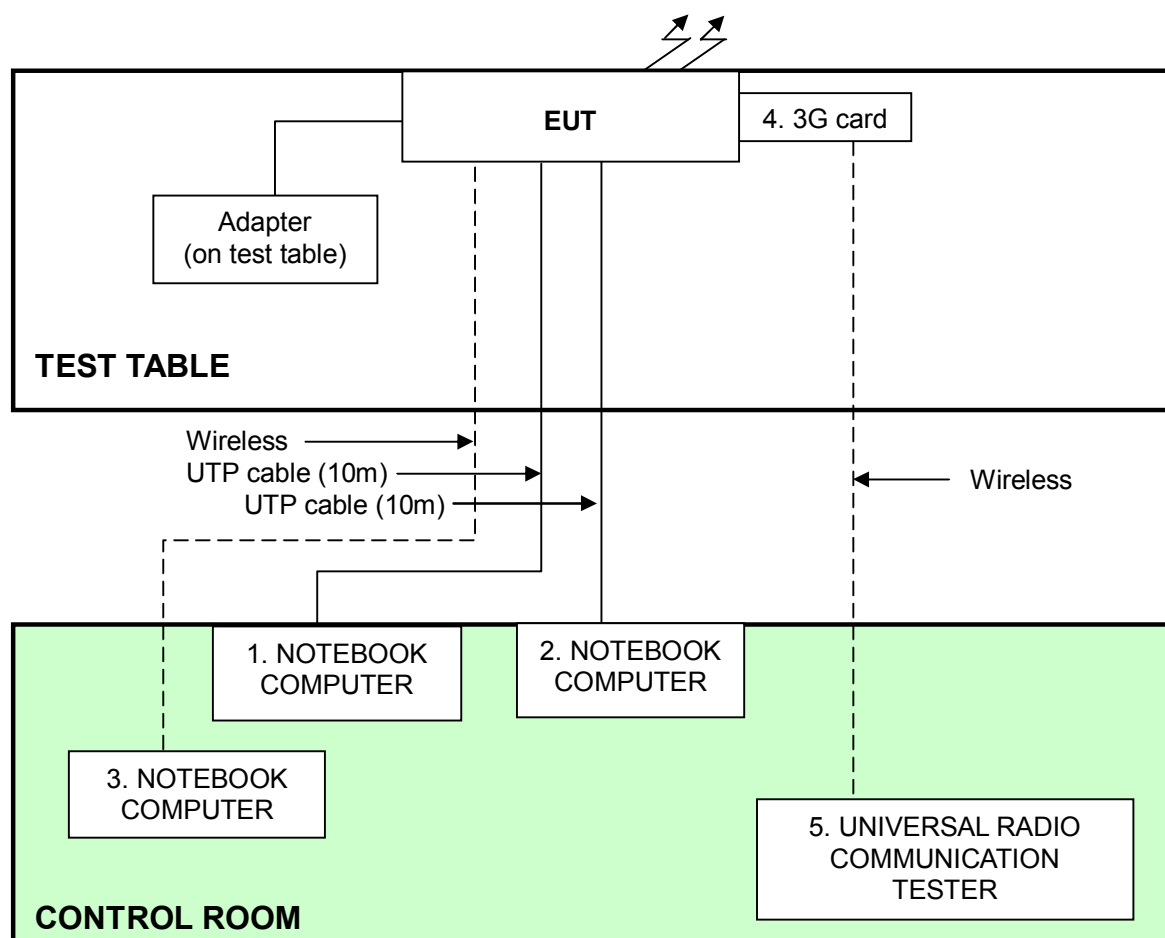 EUT
4. 3G card
Adapter
(on test table)
TEST TABLE
Wireless
UTP cable (10m)
UTP cable (10m)
Wireless
1. NOTEBOOK
COMPUTER
2. NOTEBOOK
COMPUTER
3. NOTEBOOK
COMPUTER
5. UNIVERSAL RADIO
COMMUNICATION
TESTER
CONTROL ROOM